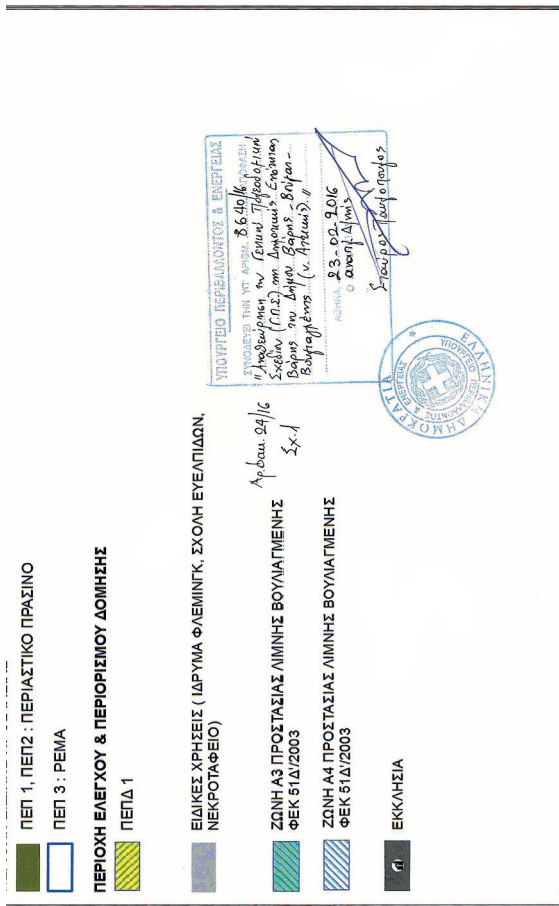 ΠΕΠ 1, ΠΕΠ2 : ΠΕΡΙΑΣΤΙΚΟ ΠΡΑΣΙΝΟ
ΠΕΠ 3 : ΡΕΜΑ
ΠΕΡΙΟΧΗ ΕΛΕΓΧΟΥ & ΠΕΡΙΟΡΙΣΜΟΥ ΔΟΜΗΣΗΣ
ΠΕΠΔ 1
ΕΙΔΙΚΕΣ ΧΡΗΣΕΙΣ ( ΙΔΡΥΜΑ ΦΛΕΜΙΝΓΚ, ΣΧΟΛΗ ΕΥΕΛΠΙΔΩΝ,
ΝΕΚΡΟΤΑΦΕΙΟ)
ΖΩΝΗ Α3 ΠΡΟΣΤΑΣΙΑΣ ΛΙΜΝΗΣ ΒΟΥΛΙΑΓΜΕΝΗΣ
ΦΕΚ 51Δ'/2003
ΖΩΝΗ Α4 ΠΡΟΣΤΑΣΙΑΣ ΛΙΜΝΗΣ ΒΟΥΛΙΑΓΜΕΝΗΣ
ΦΕΚ 51Δ'/2003
ΕΚΚΛΗΣΙΑ
Αρ.βαυ. 24/16
Σχ.1
ΥΠΟΥΡΓΕΙΟ ΠΕΡΙΒΑΛΛΟΝΤΟΣ & ΕΝΕΡΓΕΙΑΣ
ΣΥΝΟΔΕΥΕΙ ΤΗΝ ΥΠ' ΑΡΙΘΜ. 8640/16 ΑΠΟΦΑΣΗ
"Αναθεώρηση του Γενικού Πολεοδομικού
Σχεδίου (Γ.Π.Σ.) της Δημοτικής Ενότητας
Βάρης του Δήμου Βάρης - Βούλας -
Βουλιαγμένης (ν. Αττικής)."
ΑΘΗΝΑ, 23-02-2016
Ο αναπλ. Δ/ντής
Σταύρος
ΕΛΛΗΝΙΚΗ ΔΗΜΟΚΡΑΤΙΑ
ΥΠΟΥΡΓΕΙΟ ΠΕΡΙΒΑΛΛΟΝΤΟΣ & ΕΝΕΡΓΕΙΑΣ